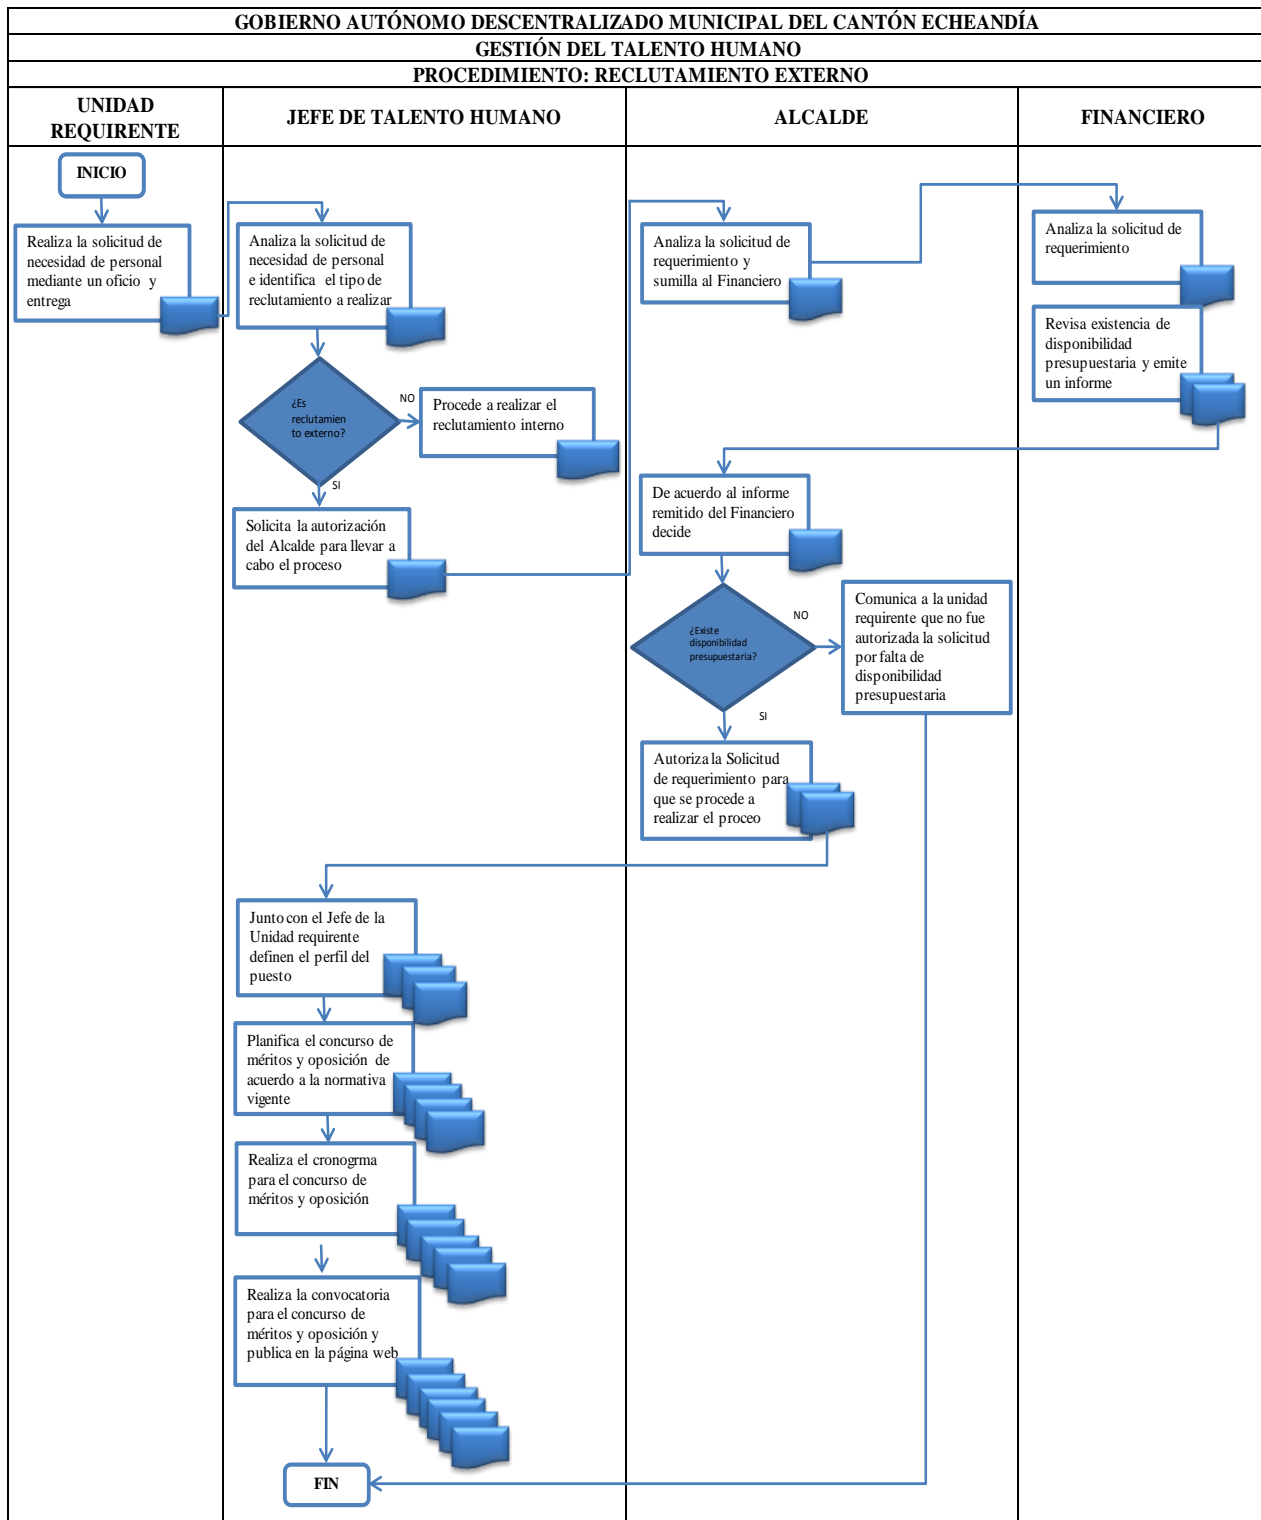 GOBIERNO AUTÓNOMO DESCENTRALIZADO MUNICIPAL DEL CANTÓN ECHEANDÍA
GESTIÓN DEL TALENTO HUMANO
PROCEDIMIENTO: RECLUTAMIENTO EXTERNO
UNIDAD
REQUIRENTE
JEFE DE TALENTO HUMANO
ALCALDE
FINANCIERO
INICIO
Realiza la solicitud de
necesidad de personal
mediante un oficio y
entrega
Analiza la solicitud de
necesidad de personal
e identifica el tipo de
reclutamiento a realizar
¿Es
reclutamien
to externo?
NO
Procede a realizar el
reclutamiento interno
SI
Solicita la autorización
del Alcalde para llevar a
cabo el proceso
Analiza la solicitud de
requerimiento y
sumilla al Financiero
Analiza la solicitud de
requerimiento
Revisa existencia de
disponibilidad
presupuestaria y emite
un informe
De acuerdo al informe
remitido del Financiero
decide
¿Existe
disponibilidad
presupuestaria?
NO
Comunica a la unidad
requirente que no fue
autorizada la solicitud
por falta de
disponibilidad
presupuestaria
SI
Autoriza la Solicitud
de requerimiento para
que se procede a
realizar el proceo
Junto con el Jefe de la
Unidad requirente
definen el perfil del
puesto
Planifica el concurso de
méritos y oposición de
acuerdo a la normativa
vigente
Realiza el cronogrma
para el concurso de
méritos y oposición
Realiza la convocatoria
para el concurso de
méritos y oposición y
publica en la página web
FIN